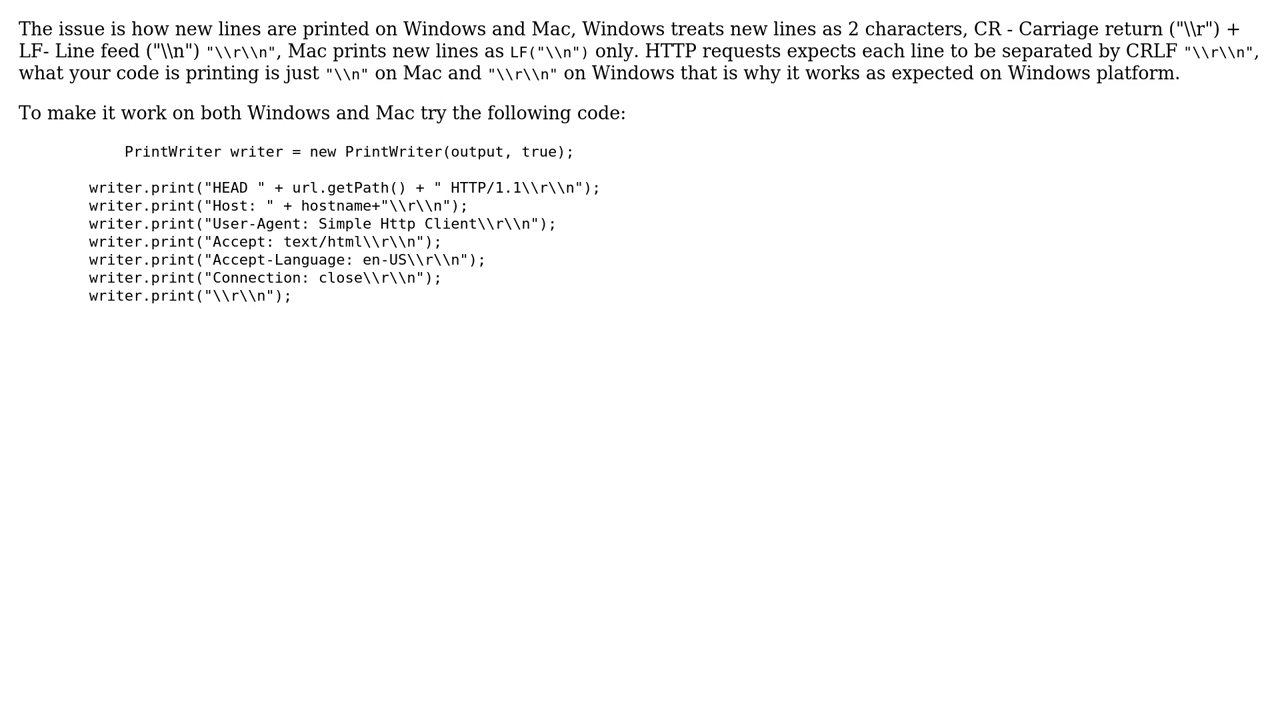 The issue is how new lines are printed on Windows and Mac, Windows treats new lines as 2 characters, CR - Carriage return ("\\r") +
LF- Line feed ("\\n") "\\r\\n", Mac prints new lines as LF("\\n") only. HTTP requests expects each line to be separated by CRLF "\\r\\n",
what your code is printing is just "\\n" on Mac and "\\r\\n" on Windows that is why it works as expected on Windows platform.
To make it work on both Windows and Mac try the following code:
PrintWriter writer = new PrintWriter(output, true);
writer.print("HEAD " + url.getPath() + " HTTP/1.1\\r\\n");
writer.print("Host: " + hostname+"\\r\\n");
writer.print("User-Agent: Simple Http Client\\r\\n");
writer.print("Accept: text/html\\r\\n");
writer.print("Accept-Language: en-US\\r\\n");
writer.print("Connection: close\\r\\n");
writer.print("\\r\\n");